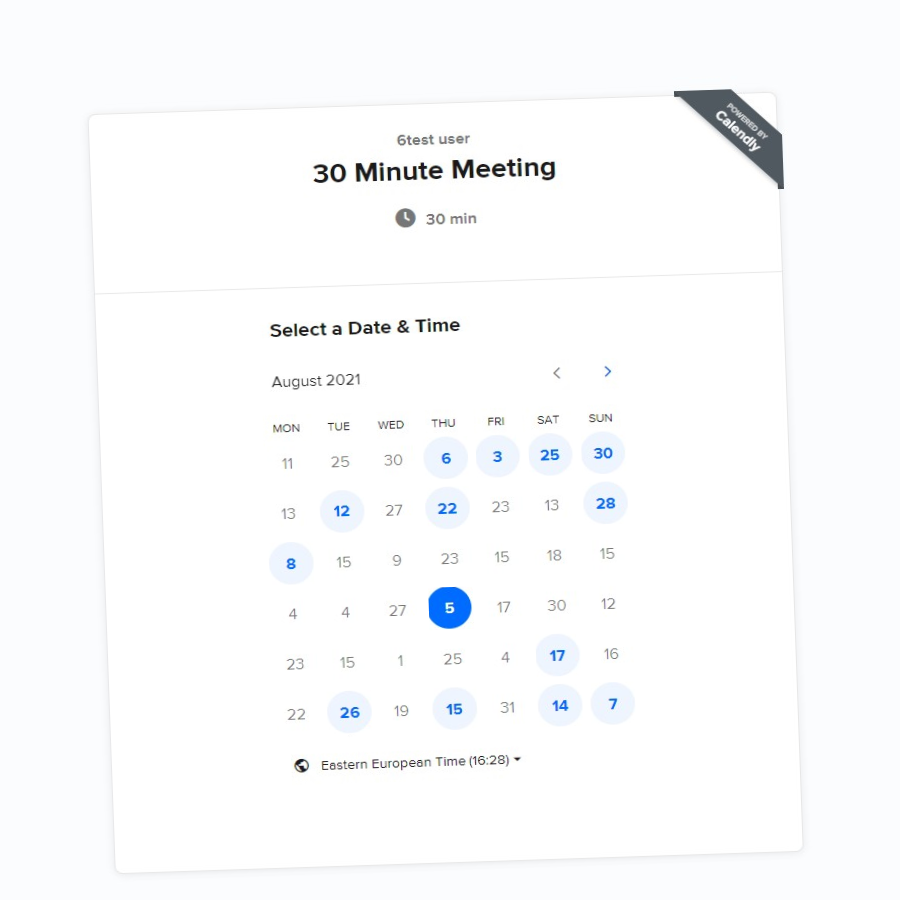 POWERED BY
Calendly
6test user
30 Minute Meeting
30 min
Select a Date & Time
August 2021
MON TUE WED THU FRI SAT SUN
11 25 30 6 3 25 30
13 12 27 22 23 13 28
8 15 9 23 15 18 15
4 4 27 5 17 30 12
23 15 1 25 4 17 16
22 26 19 15 31 14 7
Eastern European Time (16:28)